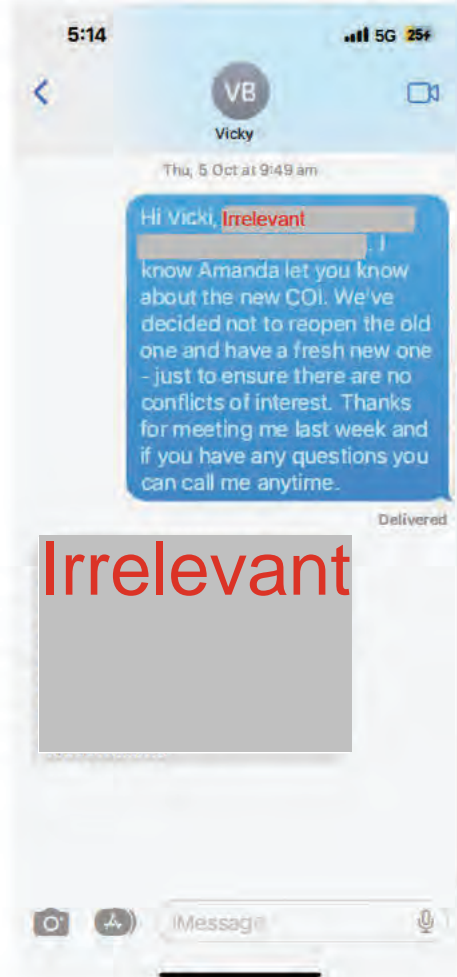 5:14
5G 25
VB
Vicky
Thu, 5 Oct at 9:49 am
Hi Vicki, Irrelevant
. I
know Amanda let you know
about the new COI. We've
decided not to reopen the old
one and have a fresh new one
- just to ensure there are no
conflicts of interest. Thanks
for meeting me last week and
if you have any questions you
can call me anytime.
Delivered
Irrelevant
iMessage